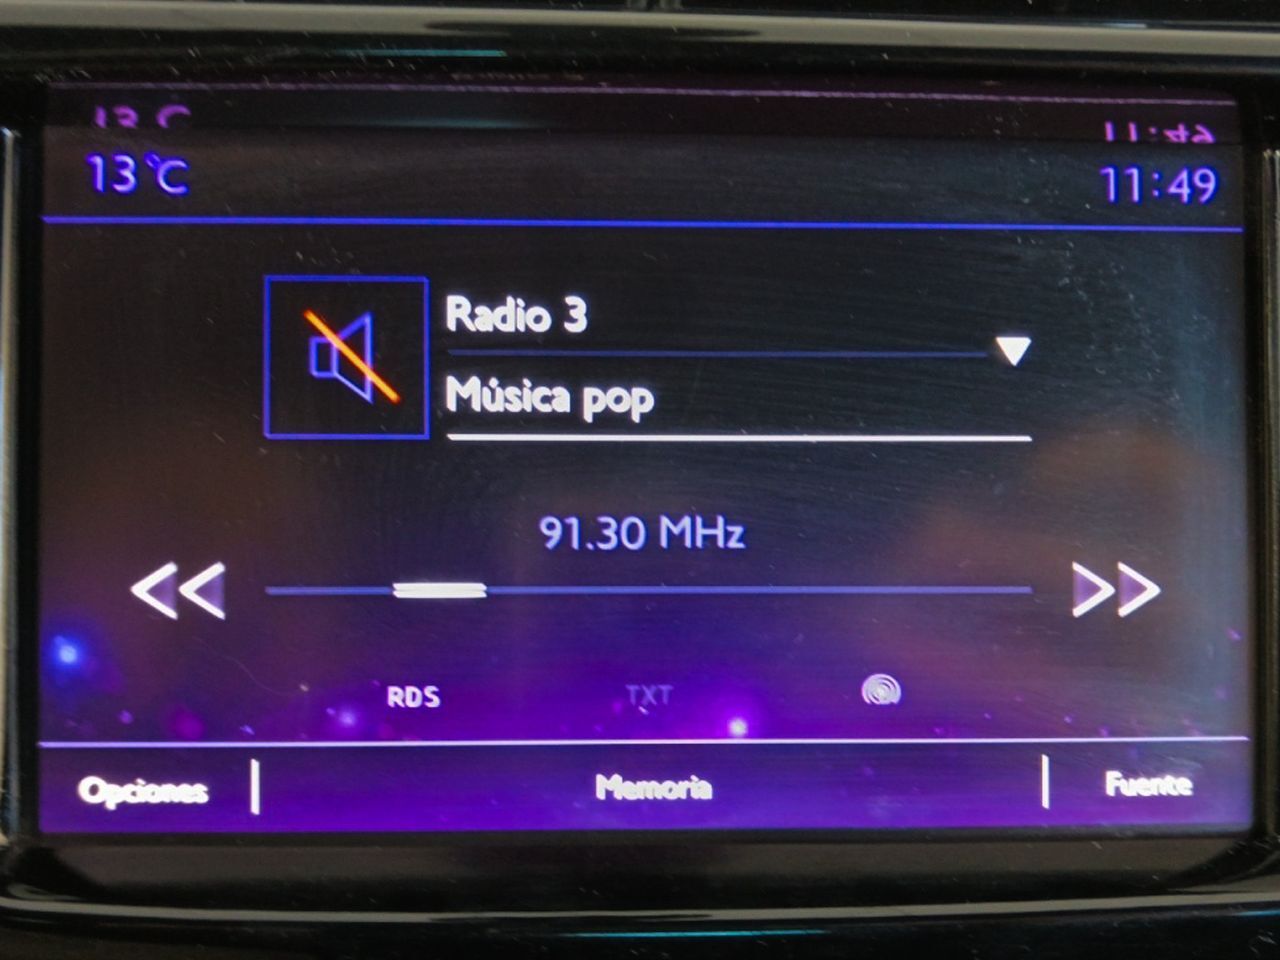 13 °C
11:49
Radio 3
Música pop
91.30 MHz
RDS
TXT
Opciones
Memoria
Fuente